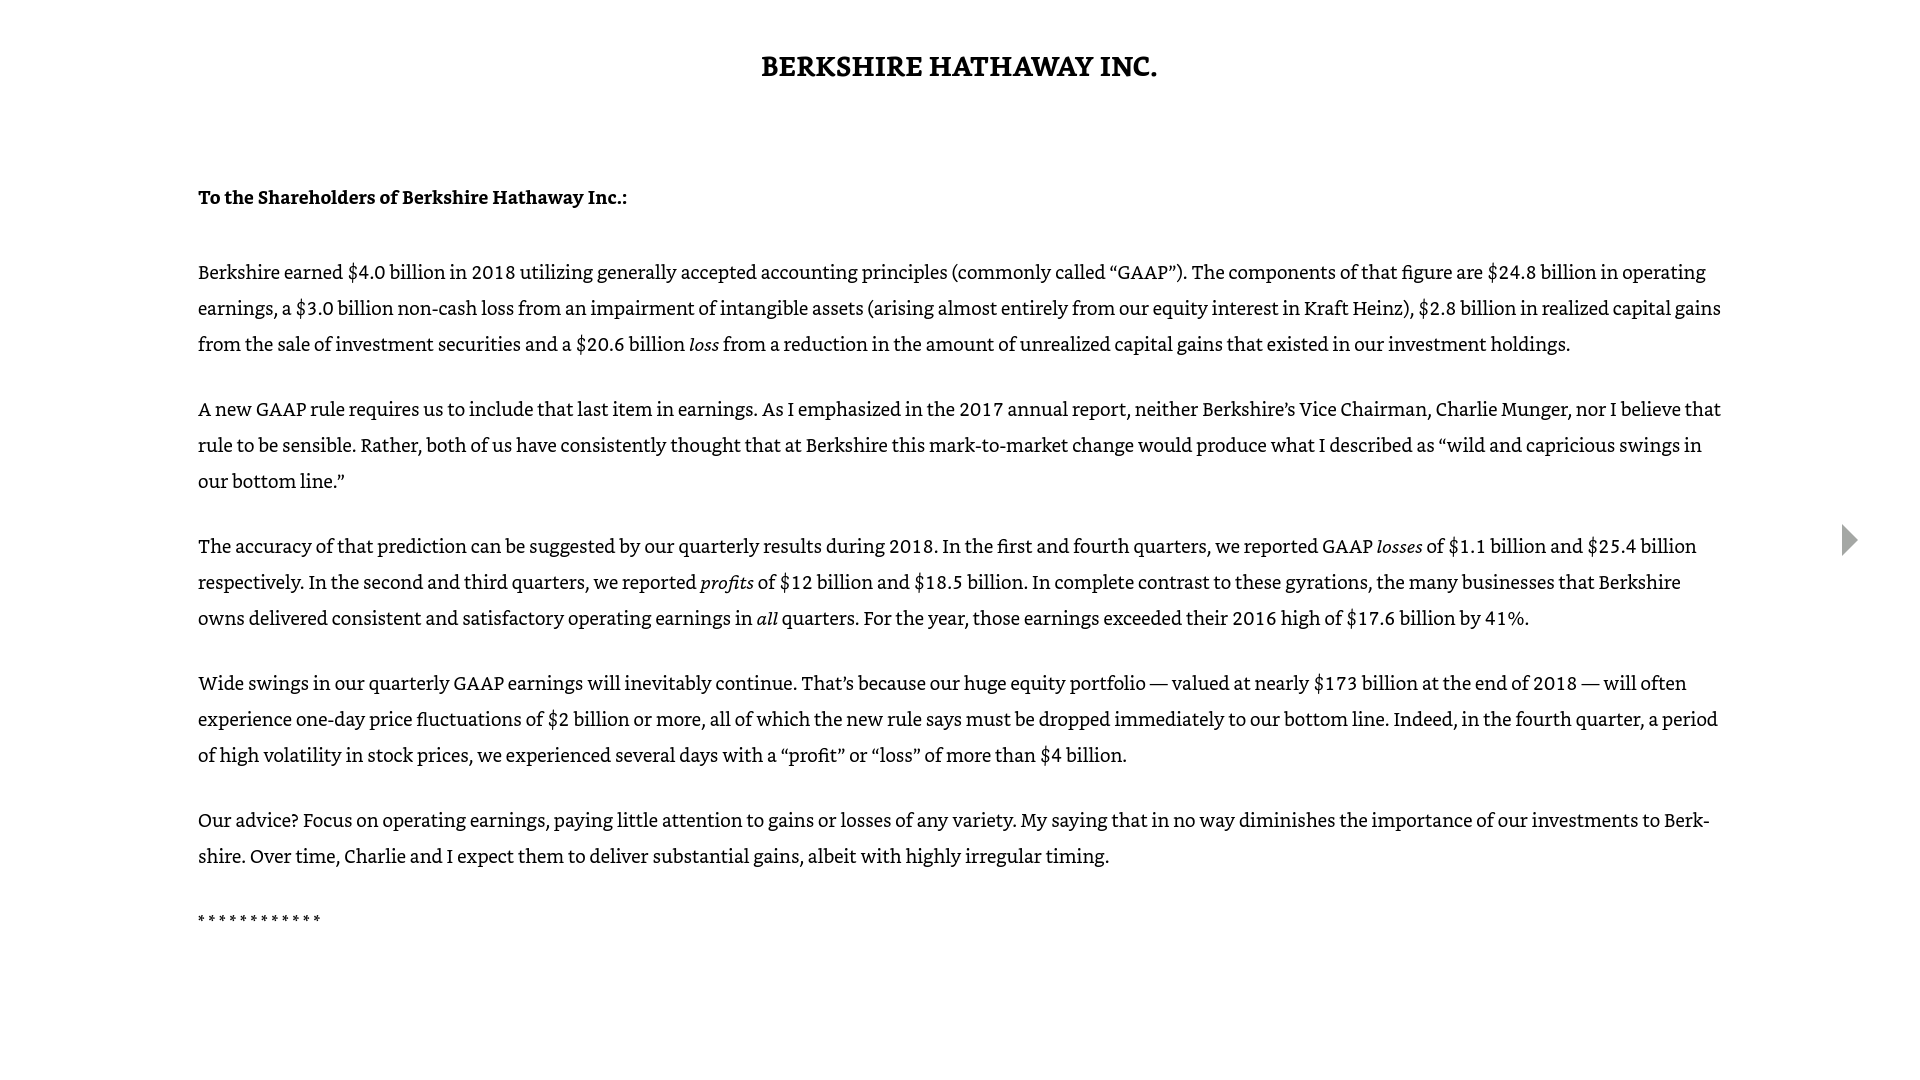 BERKSHIRE HATHAWAY INC.
To the Shareholders of Berkshire Hathaway Inc.:
Berkshire earned $4.0 billion in 2018 utilizing generally accepted accounting principles (commonly called “GAAP”). The components of that figure are $24.8 billion in operating
earnings, a $3.0 billion non-cash loss from an impairment of intangible assets (arising almost entirely from our equity interest in Kraft Heinz), $2.8 billion in realized capital gains
from the sale of investment securities and a $20.6 billion loss from a reduction in the amount of unrealized capital gains that existed in our investment holdings.
A new GAAP rule requires us to include that last item in earnings. As I emphasized in the 2017 annual report, neither Berkshire’s Vice Chairman, Charlie Munger, nor I believe that
rule to be sensible. Rather, both of us have consistently thought that at Berkshire this mark-to-market change would produce what I described as “wild and capricious swings in
our bottom line.”
The accuracy of that prediction can be suggested by our quarterly results during 2018. In the first and fourth quarters, we reported GAAP losses of $1.1 billion and $25.4 billion
respectively. In the second and third quarters, we reported profits of $12 billion and $18.5 billion. In complete contrast to these gyrations, the many businesses that Berkshire
owns delivered consistent and satisfactory operating earnings in all quarters. For the year, those earnings exceeded their 2016 high of $17.6 billion by 41%.
Wide swings in our quarterly GAAP earnings will inevitably continue. That’s because our huge equity portfolio — valued at nearly $173 billion at the end of 2018 — will often
experience one-day price fluctuations of $2 billion or more, all of which the new rule says must be dropped immediately to our bottom line. Indeed, in the fourth quarter, a period
of high volatility in stock prices, we experienced several days with a “profit” or “loss” of more than $4 billion.
Our advice? Focus on operating earnings, paying little attention to gains or losses of any variety. My saying that in no way diminishes the importance of our investments to Berk-
shire. Over time, Charlie and I expect them to deliver substantial gains, albeit with highly irregular timing.
* * * * * * * * * * * *